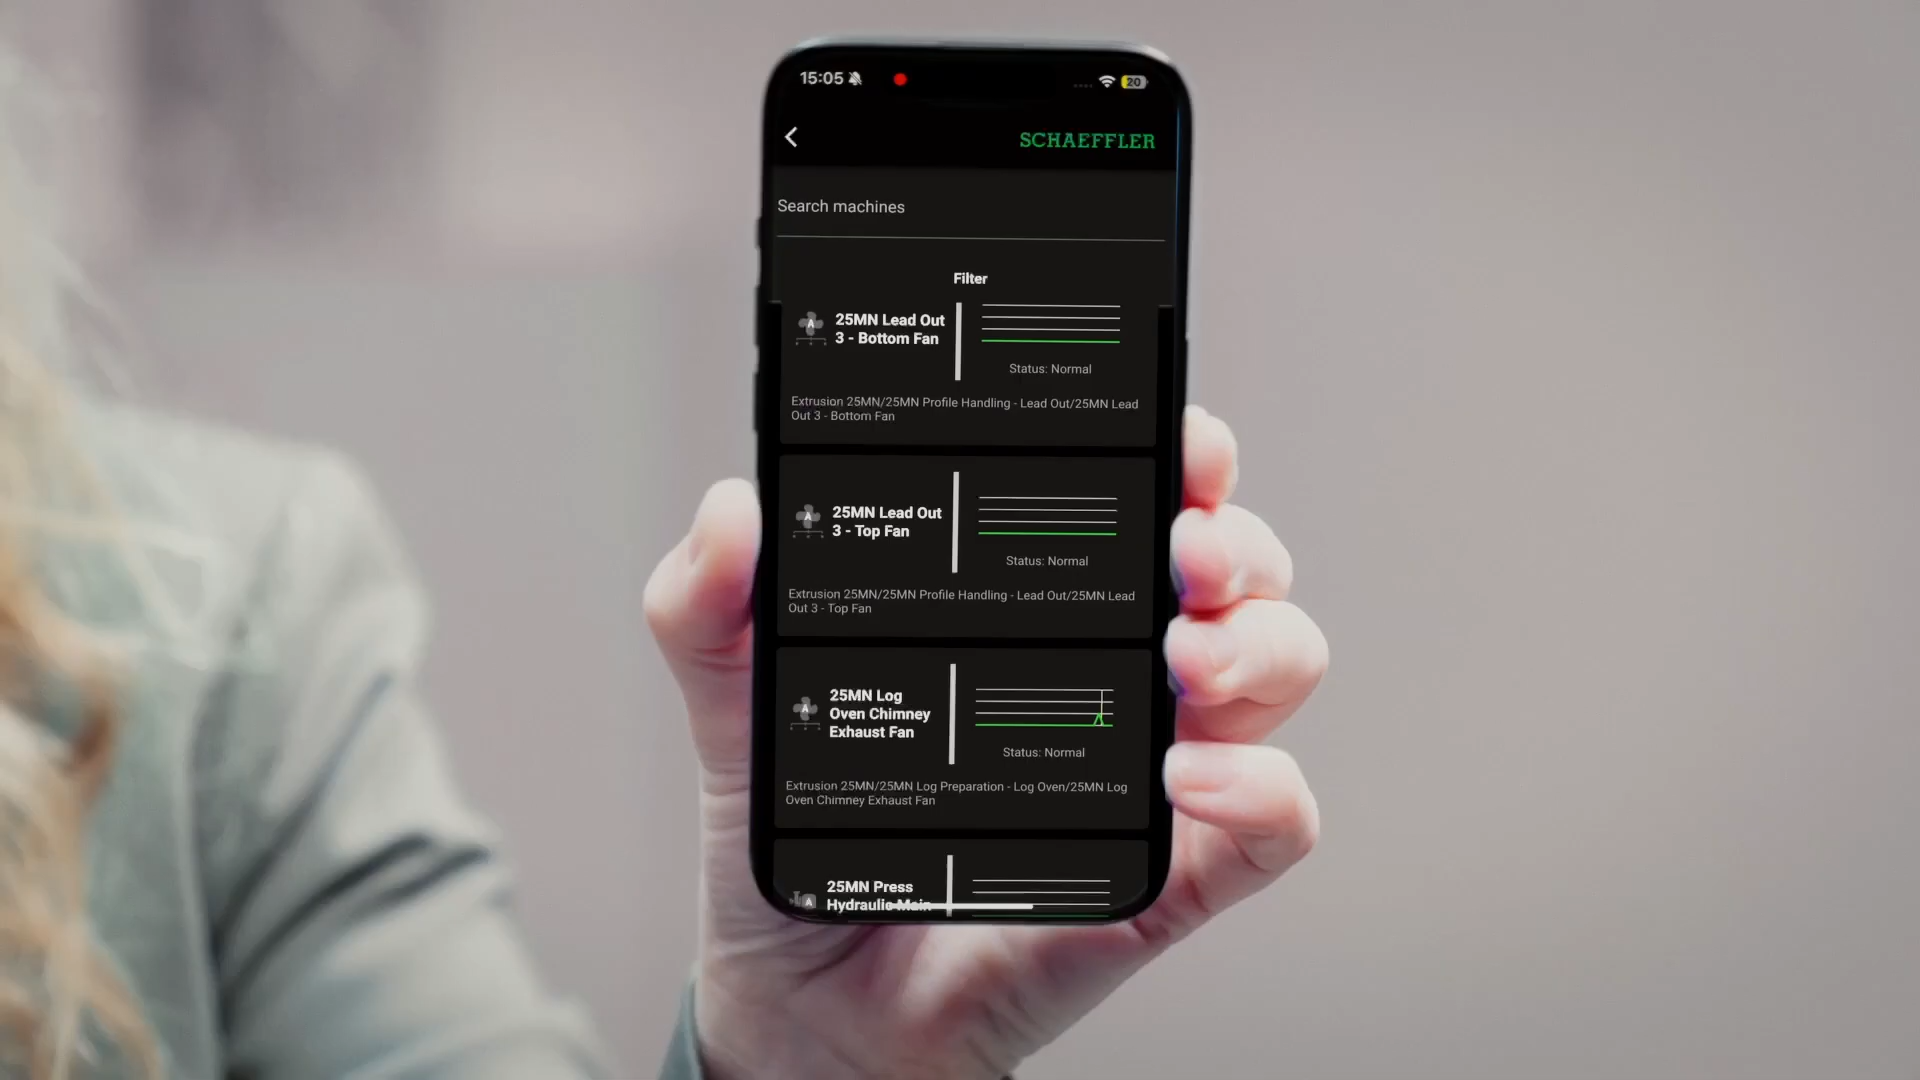 15:05
20
SCHAEFFLER
Search machines
Filter
A
25MN Lead Out
3 - Bottom Fan
Status: Normal
Extrusion 25MN/25MN Profile Handling - Lead Out/25MN Lead
Out 3 - Bottom Fan
A
25MN Lead Out
3 - Top Fan
Status: Normal
Extrusion 25MN/25MN Profile Handling - Lead Out/25MN Lead
Out 3 - Top Fan
A
25MN Log
Oven Chimney
Exhaust Fan
Status: Normal
Extrusion 25MN/25MN Log Preparation - Log Oven/25MN Log
Oven Chimney Exhaust Fan
A
25MN Press
Hydraulic Main